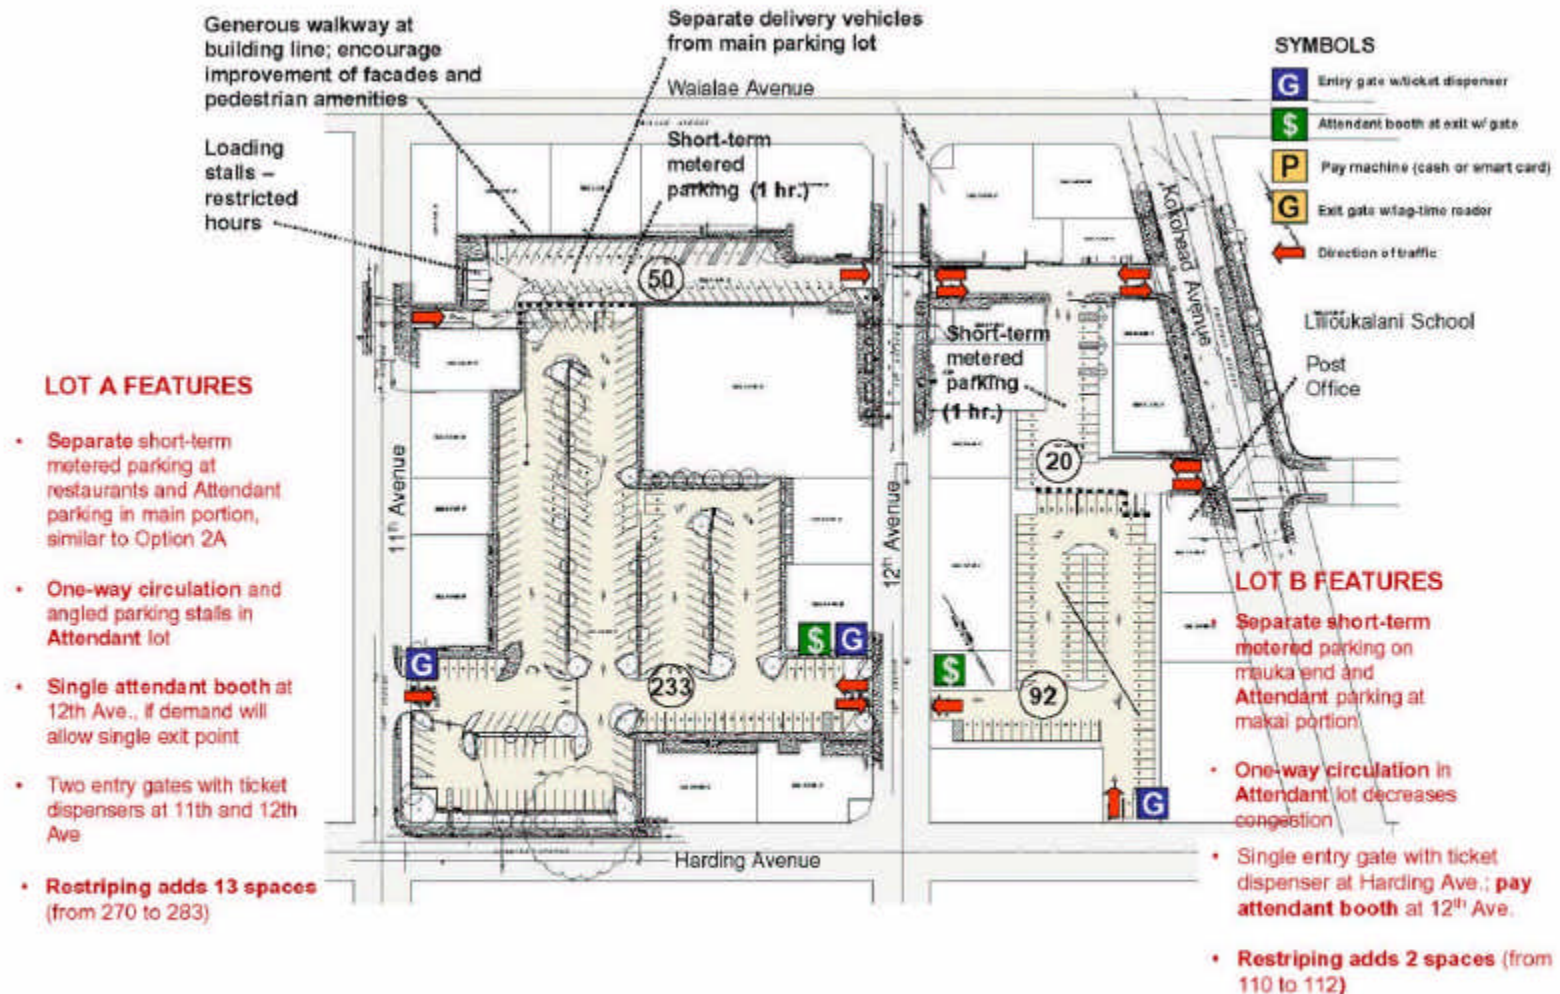 Generous walkway at
building line; encourage
improvement of facades and
pedestrian amenities
Separate delivery vehicles
from main parking lot
Waialae Avenue
Loading
stalls –
restricted
hours
Short-term
metered
parking (1 hr.)
SYMBOLS
G Entry gate w/ticket dispenser
$ Attendant booth at exit w/ gate
P Pay machine (cash or smart card)
G Exit gate w/lag-time reader
Direction of traffic
Kokohead Avenue
50
Lilioukalani School
Post
Office
Short-term
metered
parking
(1 hr.)
20
11th Avenue
12th Avenue
LOT A FEATURES
• Separate short-term
metered parking at
restaurants and Attendant
parking in main portion,
similar to Option 2A
• One-way circulation and
angled parking stalls in
Attendant lot
• Single attendant booth at
12th Ave., if demand will
allow single exit point
• Two entry gates with ticket
dispensers at 11th and 12th
Ave
• Restriping adds 13 spaces
(from 270 to 283)
G
$ G
$
233
92
G
Harding Avenue
LOT B FEATURES
• Separate short-term
metered parking on
mauka end and
Attendant parking at
makai portion
• One-way circulation in
Attendant lot decreases
congestion
• Single entry gate with ticket
dispenser at Harding Ave.; pay
attendant booth at 12th Ave.
• Restriping adds 2 spaces (from
110 to 112)